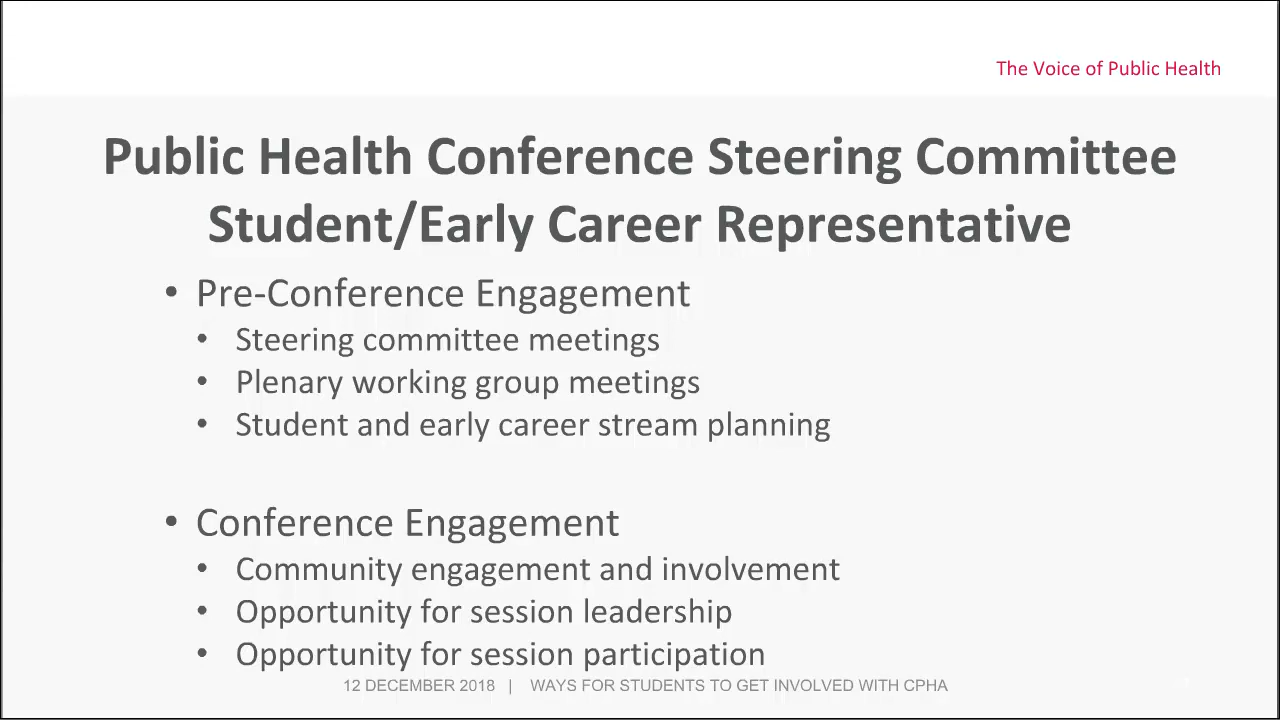 The Voice of Public Health
Public Health Conference Steering Committee
Student/Early Career Representative
• Pre-Conference Engagement
• Steering committee meetings
• Plenary working group meetings
• Student and early career stream planning
• Conference Engagement
• Community engagement and involvement
• Opportunity for session leadership
• Opportunity for session participation
12 DECEMBER 2018 | WAYS FOR STUDENTS TO GET INVOLVED WITH CPHA